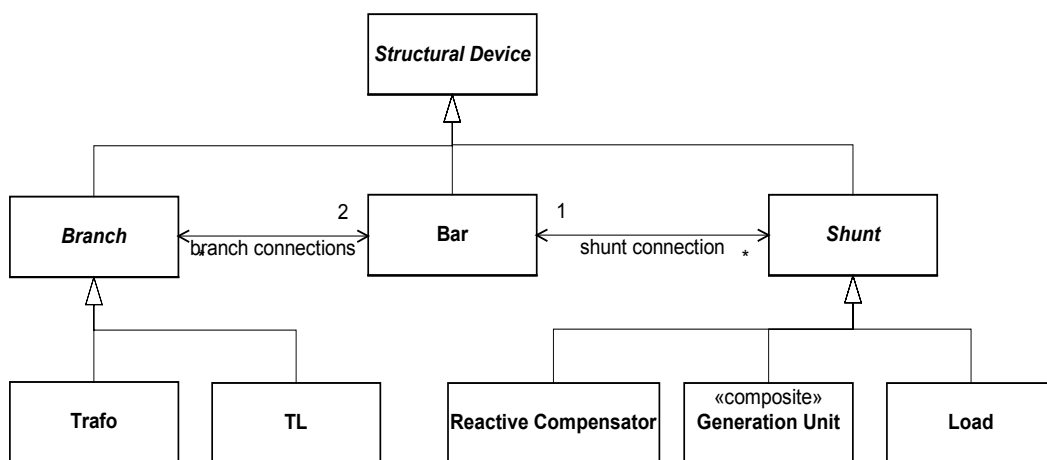 Structural Device
2
1
Branch
Bar
Shunt
* branch connections
shunt connection *
Trafo
TL
Reactive Compensator
«composite»
Generation Unit
Load